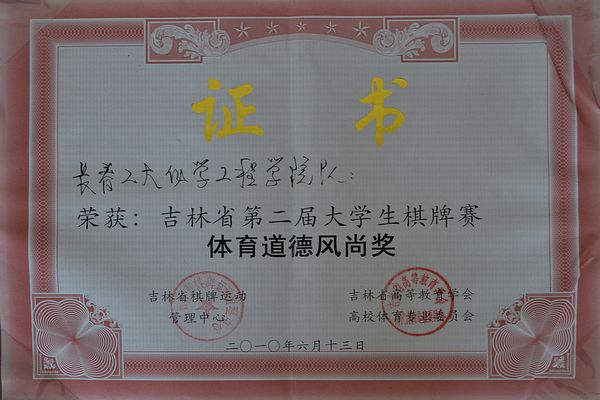 证书
长春工大化学工程学院队:
荣获：吉林省第二届大学生棋牌赛
体育道德风尚奖
吉林省棋牌运动
管理中心
吉林省高等教育学会
高校体育专业委员会
二〇一〇年六月十三日